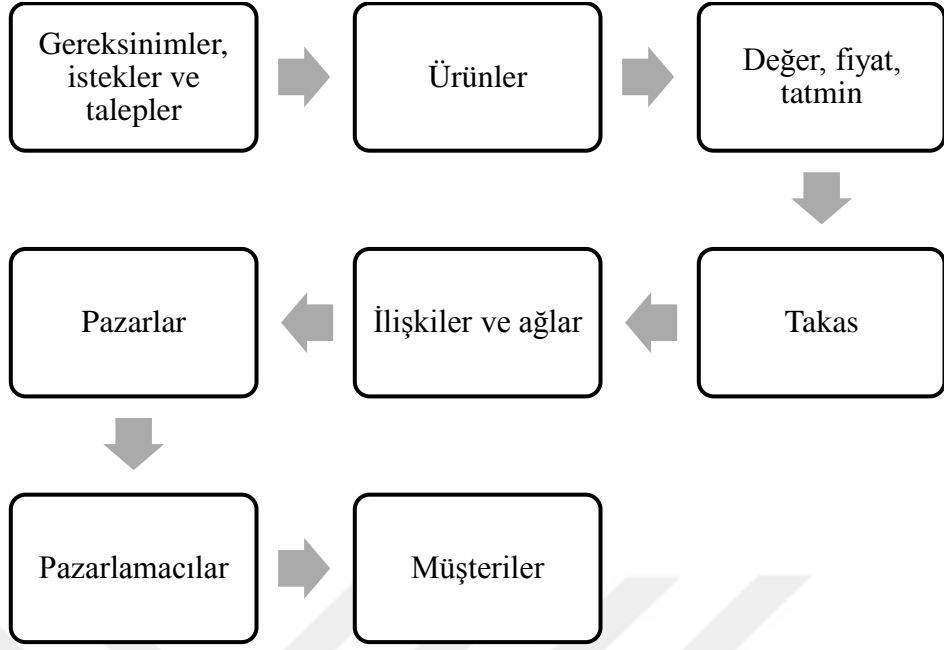 Gereksinimler,
istekler ve
talepler
Ürünler
Değer, fiyat,
tatmin
Takas
İlişkiler ve ağlar
Pazarlar
Pazarlamacılar
Müşteriler